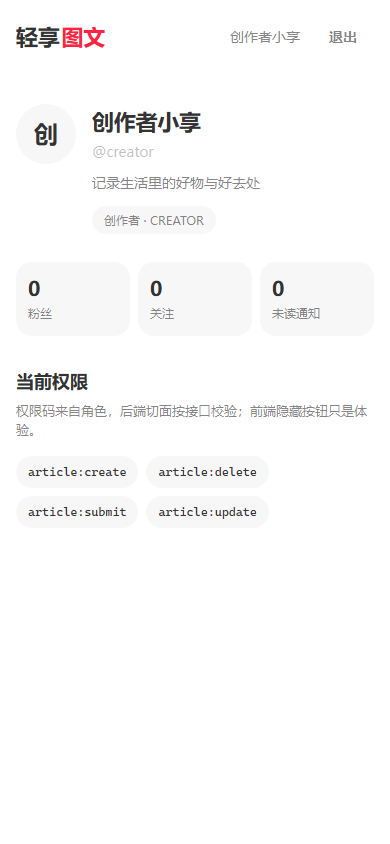 轻享图文 创作者小享 退出
创
创作者小享
@creator
记录生活里的好物与好去处
创作者 · CREATOR
0 0 0
粉丝 关注 未读通知
当前权限
权限码来自角色，后端切面按接口校验；前端隐藏按钮只是体
验。
article:create article:delete
article:submit article:update